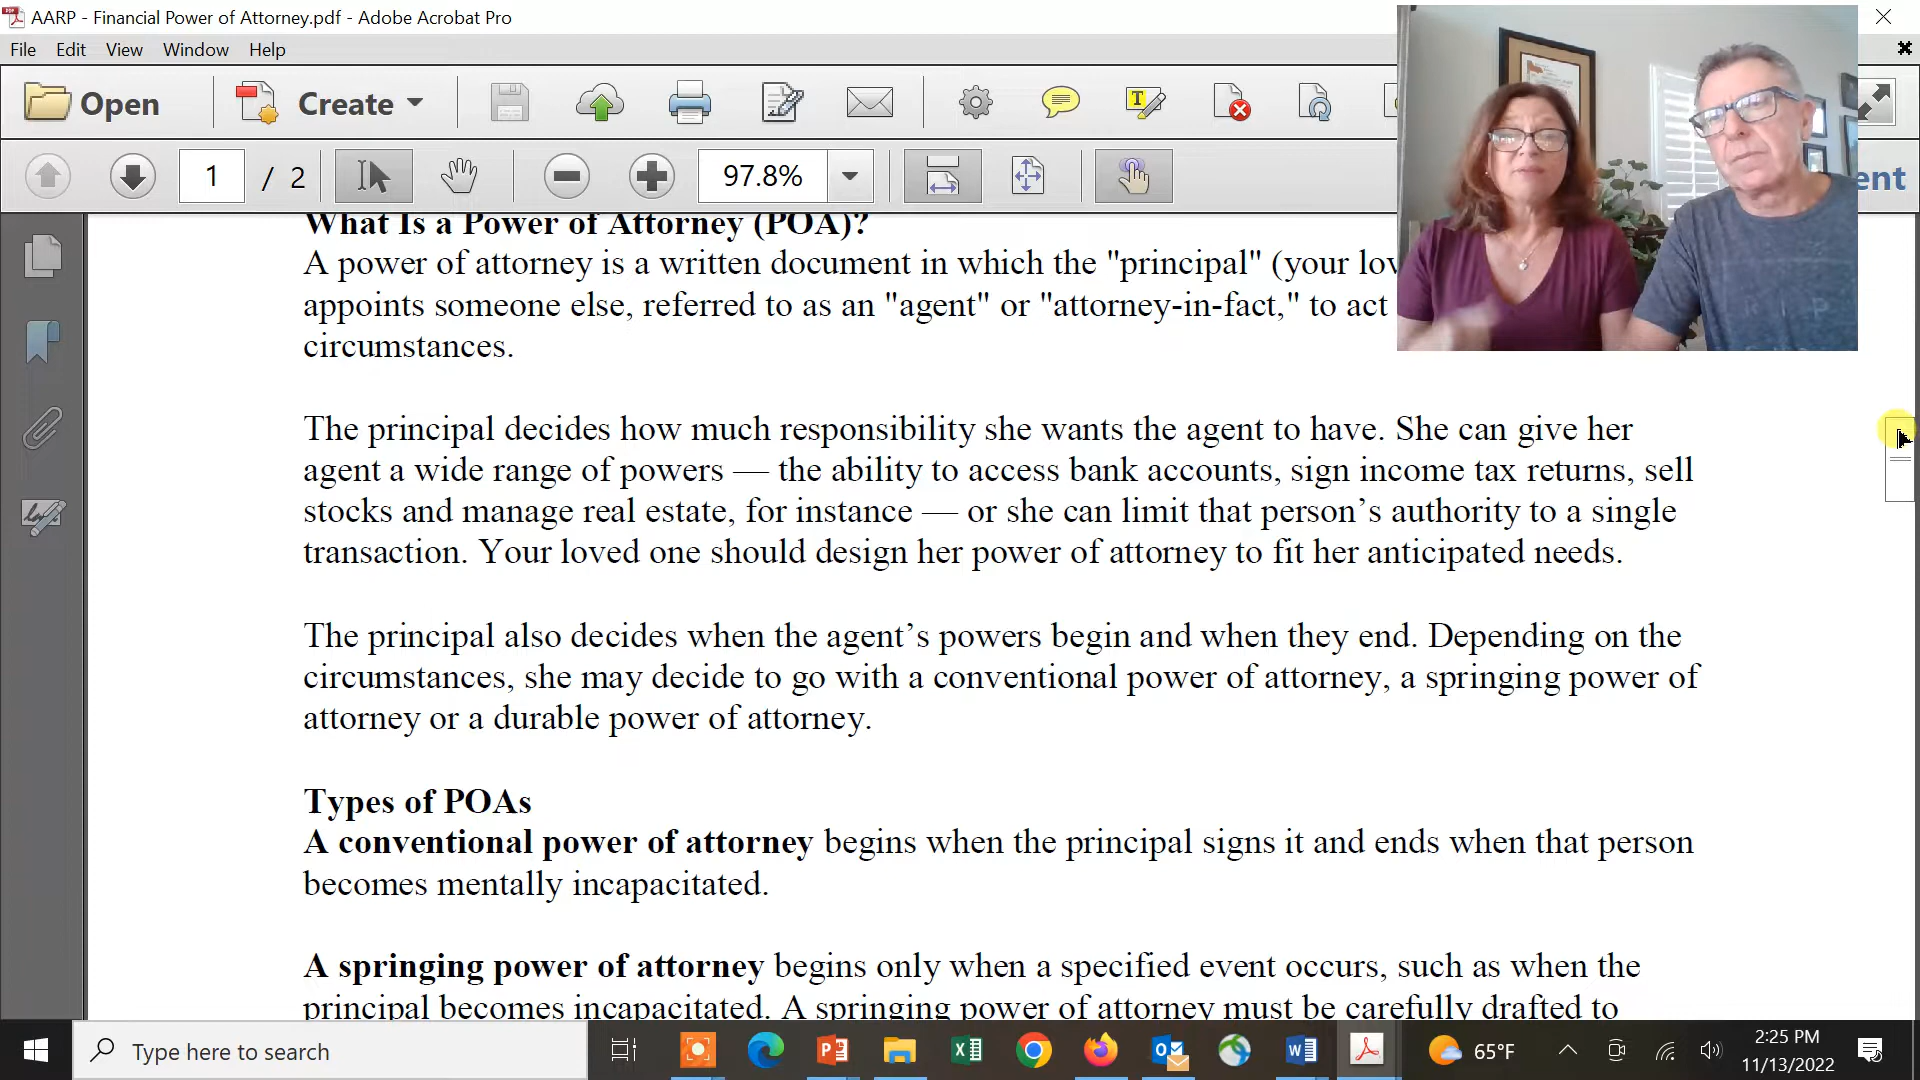 AARP - Financial Power of Attorney.pdf - Adobe Acrobat Pro
File Edit View Window Help
Open Create
1 / 2 97.8%
ent
What Is a Power of Attorney (POA)?
A power of attorney is a written document in which the "principal" (your lov
appoints someone else, referred to as an "agent" or "attorney-in-fact," to act
circumstances.
The principal decides how much responsibility she wants the agent to have. She can give her
agent a wide range of powers — the ability to access bank accounts, sign income tax returns, sell
stocks and manage real estate, for instance — or she can limit that person’s authority to a single
transaction. Your loved one should design her power of attorney to fit her anticipated needs.
The principal also decides when the agent’s powers begin and when they end. Depending on the
circumstances, she may decide to go with a conventional power of attorney, a springing power of
attorney or a durable power of attorney.
Types of POAs
A conventional power of attorney begins when the principal signs it and ends when that person
becomes mentally incapacitated.
A springing power of attorney begins only when a specified event occurs, such as when the
principal becomes incapacitated. A springing power of attorney must be carefully drafted to
Type here to search
65°F
2:25 PM
11/13/2022